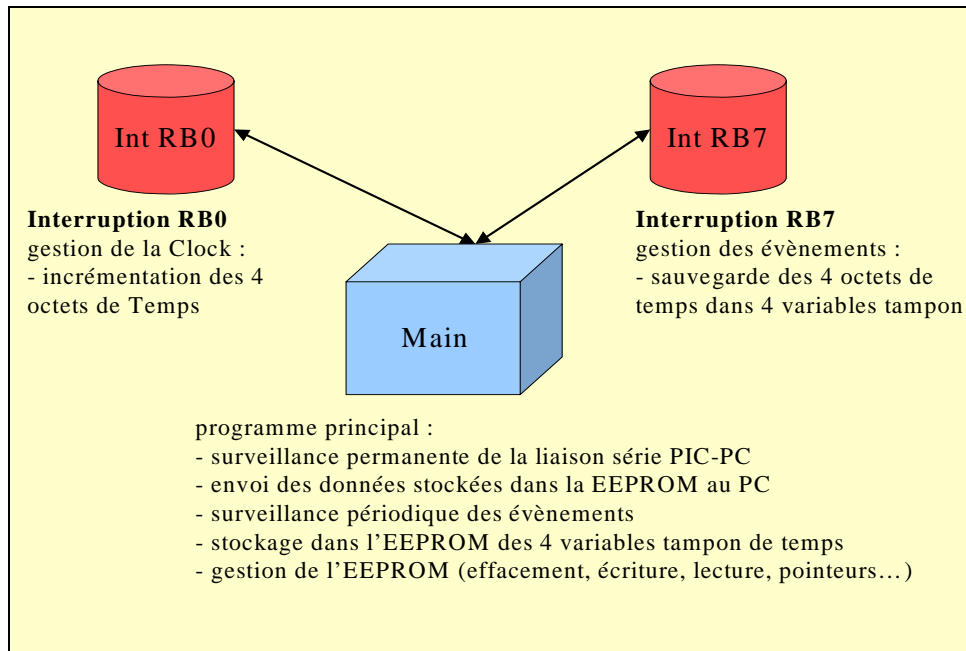 Int RB0
Int RB7
Interruption RB0
gestion de la Clock :
- incrémentation des 4
octets de Temps
Interruption RB7
gestion des évènements :
- sauvegarde des 4 octets de
temps dans 4 variables tampon
Main
programme principal :
- surveillance permanente de la liaison série PIC-PC
- envoi des données stockées dans la EEPROM au PC
- surveillance périodique des évènements
- stockage dans l’EEPROM des 4 variables tampon de temps
- gestion de l’EEPROM (effacement, écriture, lecture, pointeurs…)